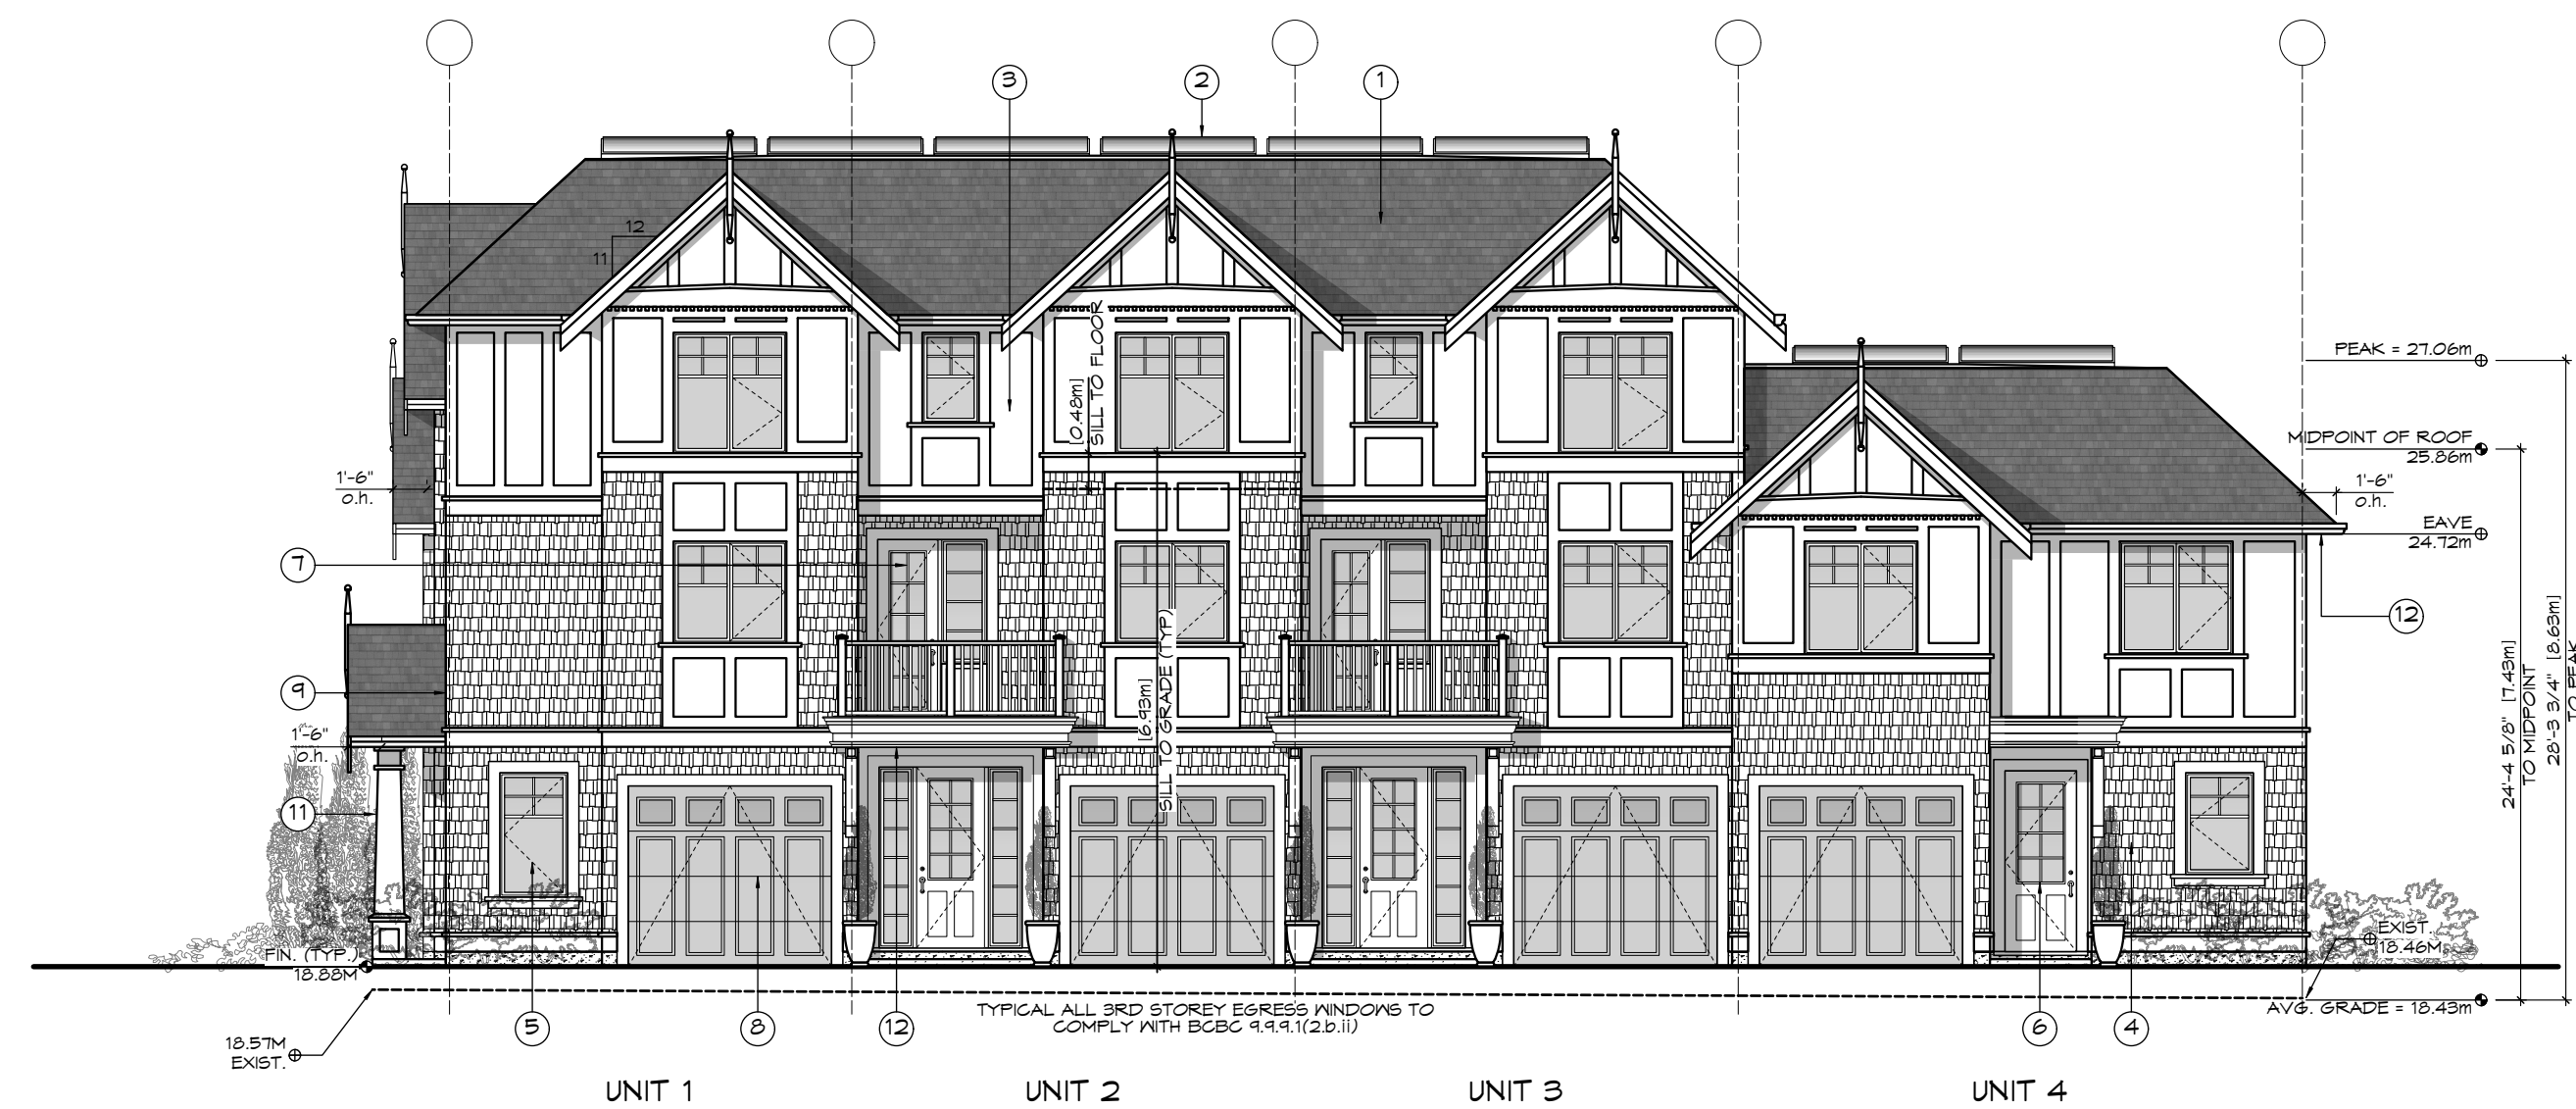 3
2
1
12
11
PEAK = 27.06m
MIDPOINT OF ROOF
25.86m
1'-6"
o.h.
EAVE
24.72m
12
1'-6"
o.h.
[0.48m]
SILL TO FLOOR
7
9
1'-6"
o.h.
11
[6.93m]
SILL TO GRADE (TYP)
24'-4 5/8" [7.43m]
TO MIDPOINT
28'-3 3/4" [8.63m]
TO PEAK
FIN. (TYP.)
18.88M
EXIST.
18.46M
AVG. GRADE = 18.43m
18.57M
EXIST.
5
8
12
TYPICAL ALL 3RD STOREY EGRESS WINDOWS TO
COMPLY WITH BCBC 9.9.9.1(2.b.ii)
6
4
UNIT 1
UNIT 2
UNIT 3
UNIT 4